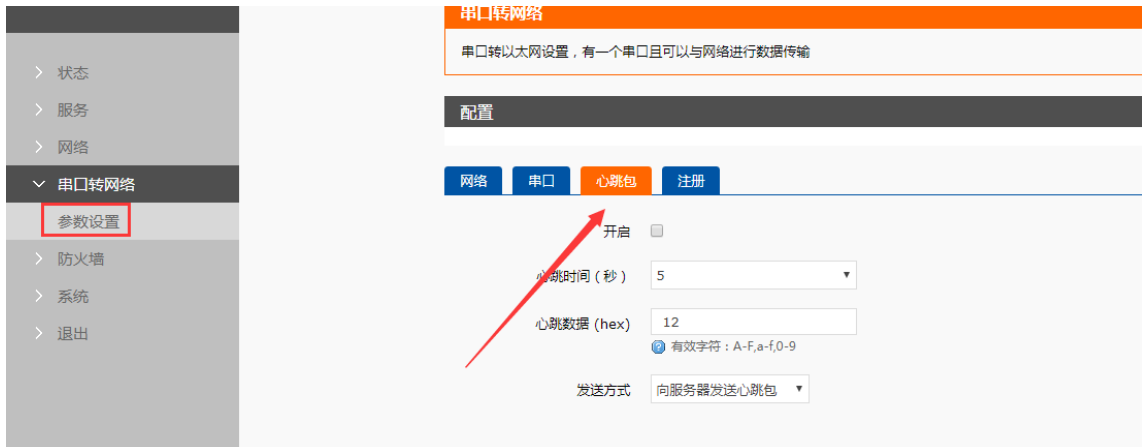 状态
服务
网络
串口转网络
参数设置
防火墙
系统
退出
串口转网络
串口转以太网设置，有一个串口且可以与网络进行数据传输
配置
网络 串口 心跳包 注册
开启
心跳时间（秒） 5
心跳数据 (hex) 12
有效字符：A-F,a-f,0-9
发送方式 向服务器发送心跳包